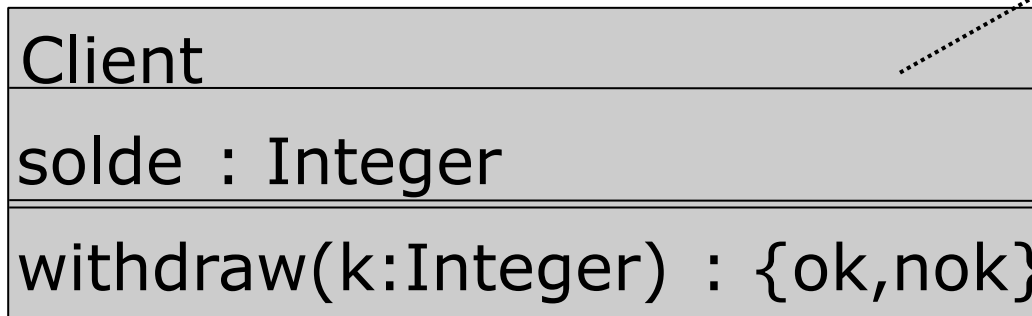 Client
solde : Integer
withdraw(k:Integer) : {ok,nok}